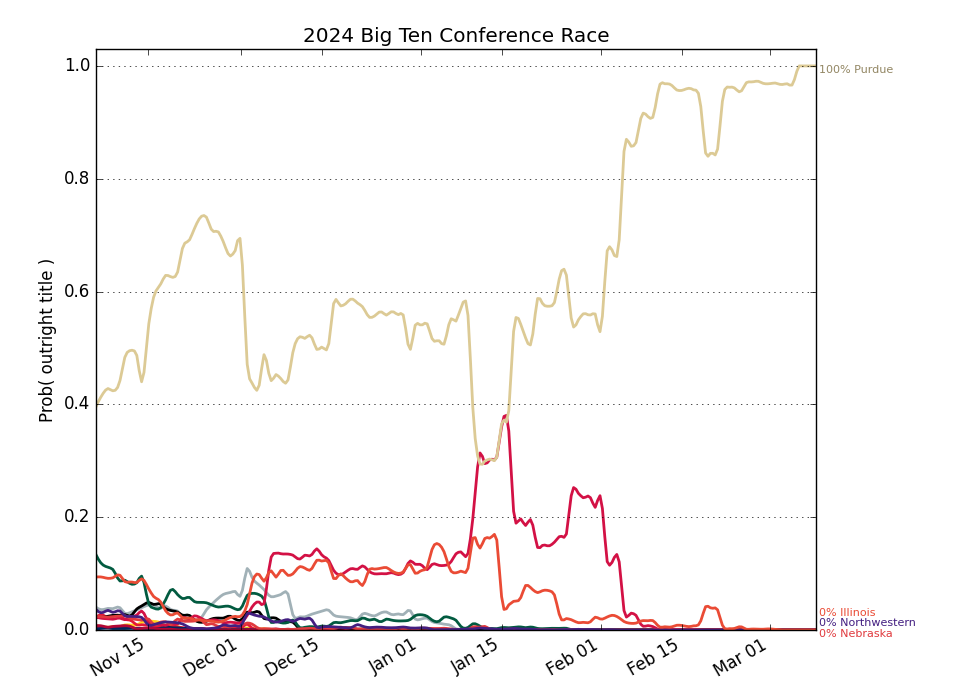 2024 Big Ten Conference Race
Prob( outright title )
1.0
0.8
0.6
0.4
0.2
0.0
100% Purdue
0% Illinois
0% Northwestern
0% Nebraska
Nov 15
Dec 01
Dec 15
Jan 01
Jan 15
Feb 01
Feb 15
Mar 01